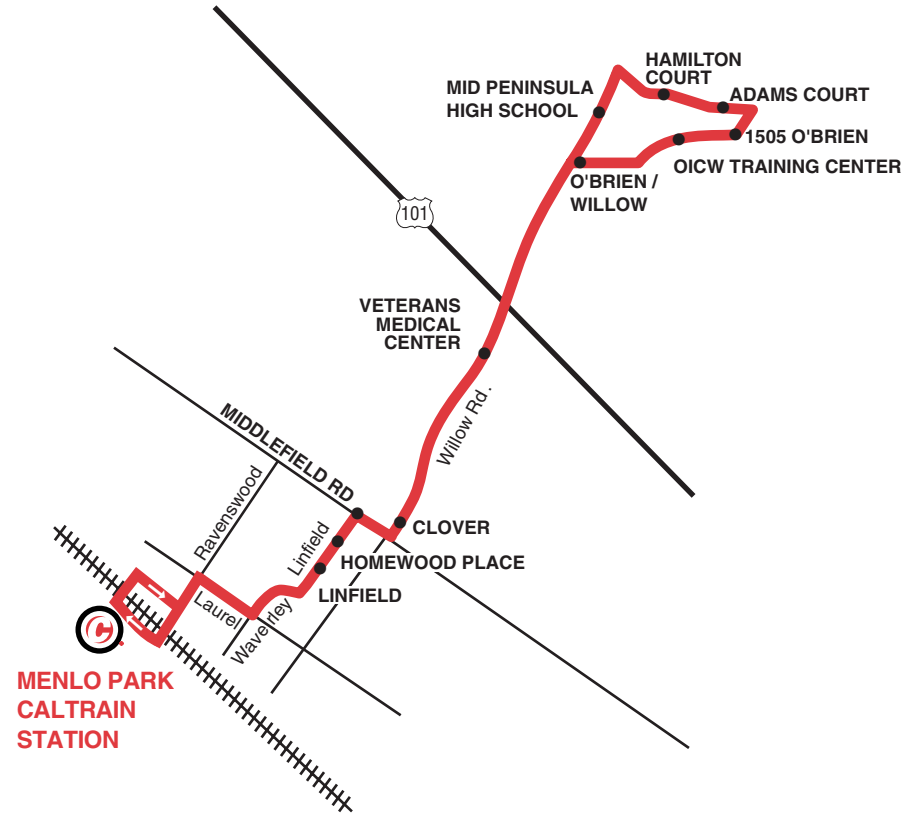 HAMILTON
COURT
MID PENINSULA
HIGH SCHOOL
ADAMS COURT
1505 O'BRIEN
OICW TRAINING CENTER
O'BRIEN /
WILLOW
101
VETERANS
MEDICAL
CENTER
Willow Rd.
MIDDLEFIELD RD
Ravenswood
Linfield
CLOVER
HOMEWOOD PLACE
LINFIELD
Laurel
Waverley
C
MENLO PARK
CALTRAIN
STATION